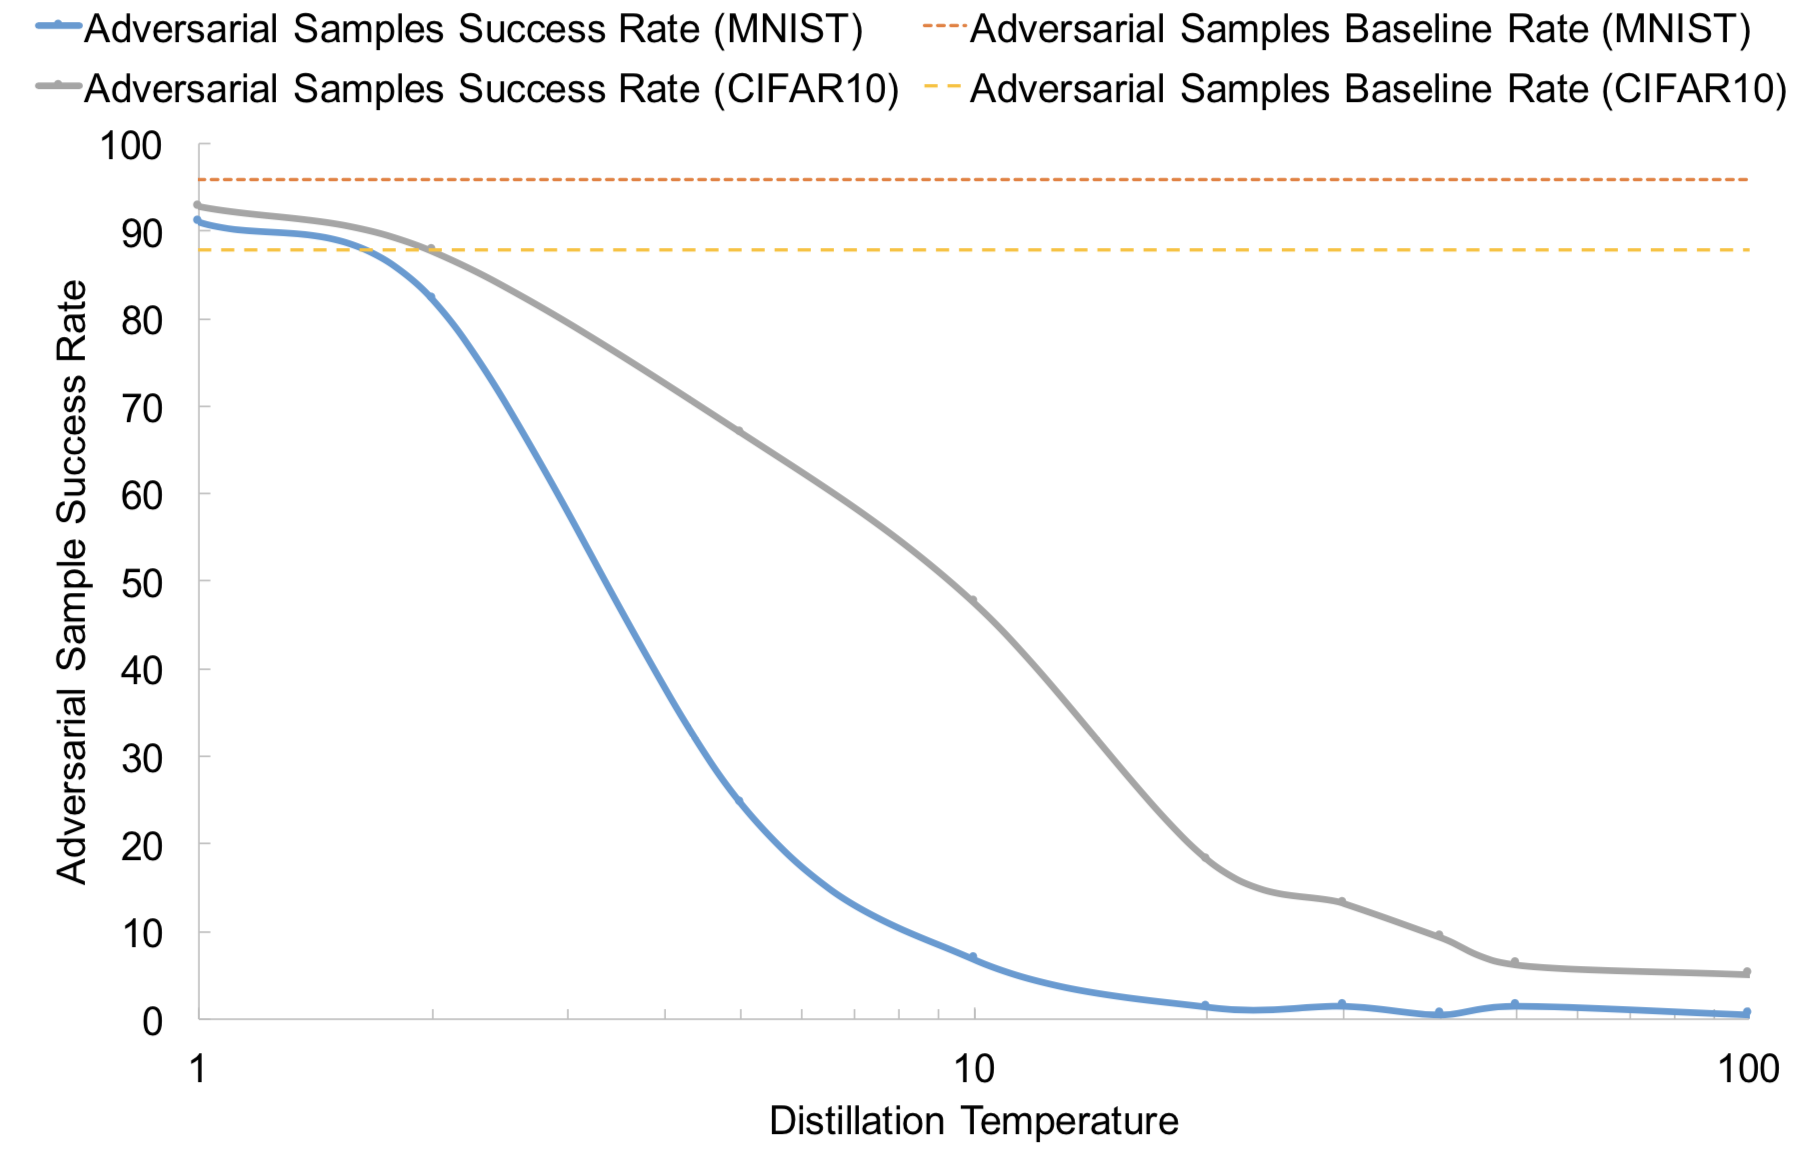 Adversarial Samples Success Rate (MNIST)
Adversarial Samples Baseline Rate (MNIST)
Adversarial Samples Success Rate (CIFAR10)
Adversarial Samples Baseline Rate (CIFAR10)
100
90
80
70
60
50
40
30
20
10
0
Adversarial Sample Success Rate
1
10
100
Distillation Temperature